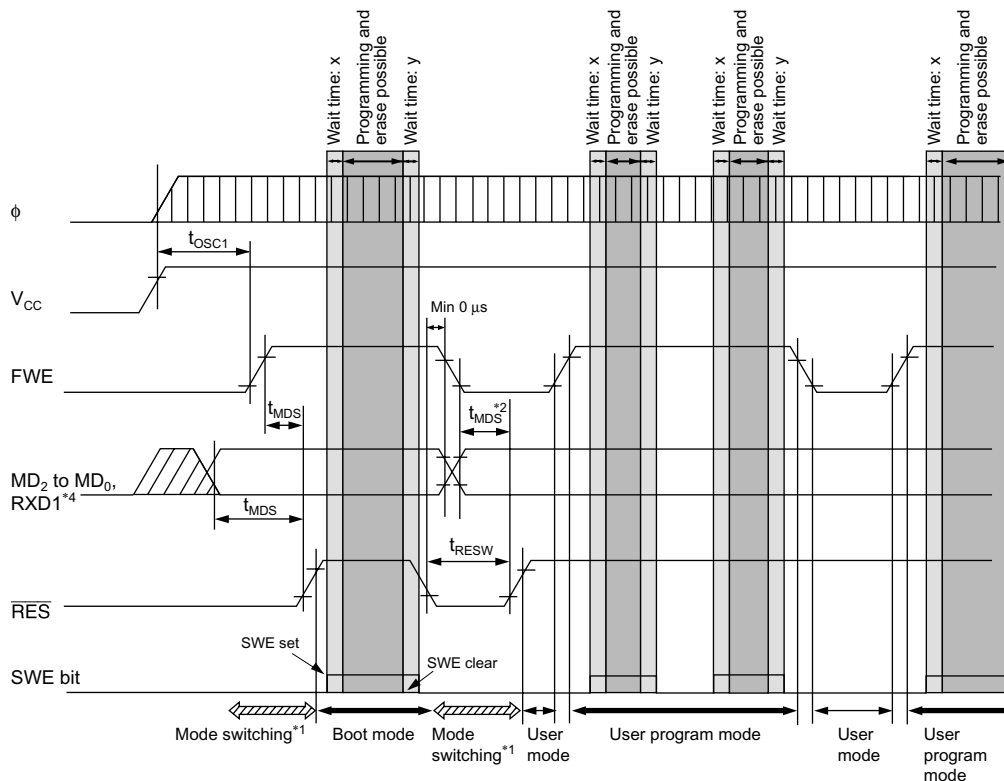 Wait time: x
Programming and
erase possible
Wait time: y
Wait time: x
Programming and
erase possible
Wait time: y
Wait time: x
Programming and
erase possible
Wait time: y
Wait time: x
Programming and
erase possible
ϕ
tOSC1
VCC
Min 0 μs
FWE
tMDS
tMDS*2
MD2 to MD0,
RXD1*4
tMDS
tRESW
RES
SWE set
SWE clear
SWE bit
Mode switching*1
Boot mode
Mode
switching*1
User
mode
User program mode
User
mode
User
program
mode